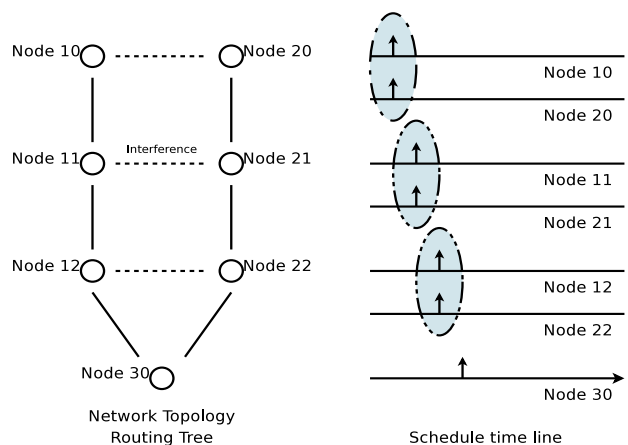 Node 10
Node 20
Interference
Node 11
Node 21
Node 12
Node 22
Node 30
Network Topology
Routing Tree
Node 10
Node 20
Node 11
Node 21
Node 12
Node 22
Node 30
Schedule time line